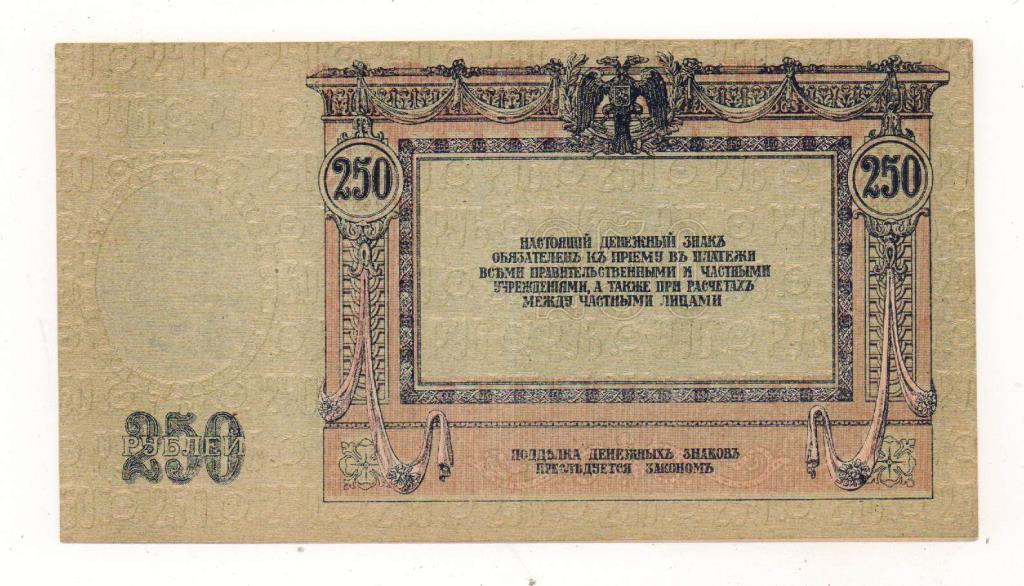 250
250
НАСТОЯЩІЙ ДЕНЕЖНЫЙ ЗНАКЪ
ОБЯЗАТЕЛЕНЪ КЪ ПРІЕМУ ВЪ ПЛАТЕЖИ
ВСѢМИ ПРАВИТЕЛЬСТВЕННЫМИ И ЧАСТНЫМИ
УЧРЕЖДЕНІЯМИ, А ТАКЖЕ ПРИ РАСЧЕТАХЪ
МЕЖДУ ЧАСТНЫМИ ЛИЦАМИ
250
250
РУБЛЕЙ
ПОДДѢЛКА ДЕНЕЖНЫХЪ ЗНАКОВЪ
ПРЕСЛѢДУЕТСЯ ЗАКОНОМЪ